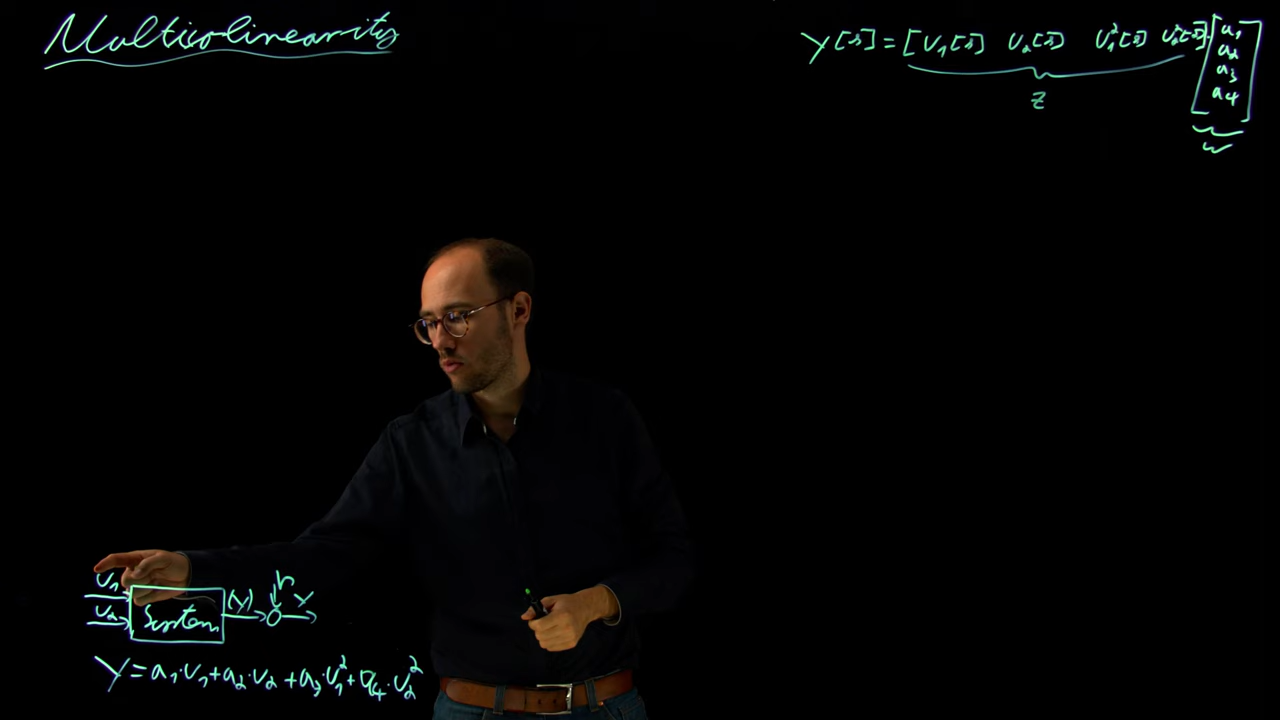 Multicolinearity
Y[k] = [U₁[k] U₂[k] U₁²[k] U₂²[k]] · [a₁ a₂ a₃ a₄]
z
w
U₁
U₂
System
(Y)
n
Y
Y = a₁·U₁ + a₂·U₂ + a₃·U₁² + a₄·U₂²